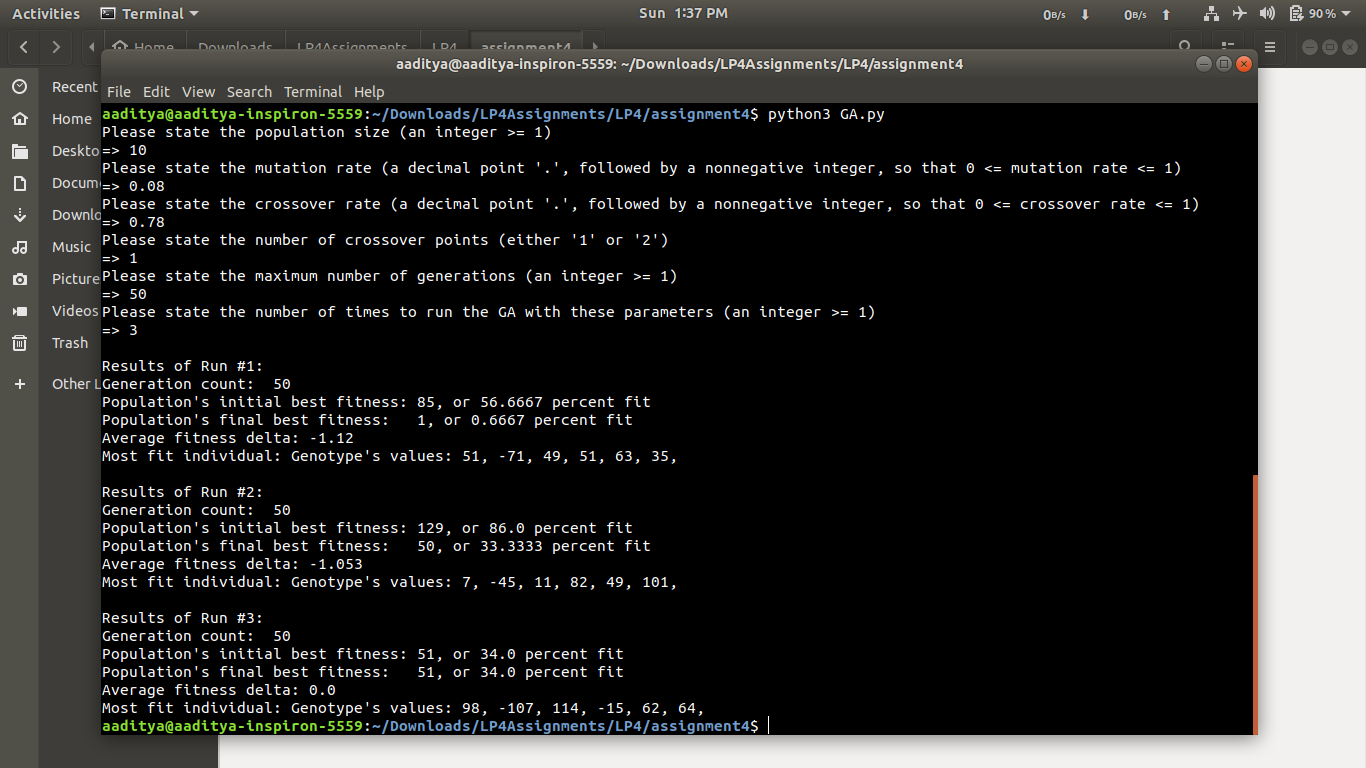 Activities Terminal Sun 1:37 PM 0B/s 0B/s 90%
Home Downloads LP4Assignments LP4 assignment4
aaditya@aaditya-inspiron-5559: ~/Downloads/LP4Assignments/LP4/assignment4
File Edit View Search Terminal Help
Recent
Home
Deskto
Docum
Downlo
Music
Picture
Videos
Trash
+ Other L
aaditya@aaditya-inspiron-5559:~/Downloads/LP4Assignments/LP4/assignment4$ python3 GA.py
Please state the population size (an integer >= 1)
=> 10
Please state the mutation rate (a decimal point '.', followed by a nonnegative integer, so that 0 <= mutation rate <= 1)
=> 0.08
Please state the crossover rate (a decimal point '.', followed by a nonnegative integer, so that 0 <= crossover rate <= 1)
=> 0.78
Please state the number of crossover points (either '1' or '2')
=> 1
Please state the maximum number of generations (an integer >= 1)
=> 50
Please state the number of times to run the GA with these parameters (an integer >= 1)
=> 3
Results of Run #1:
Generation count:  50
Population's initial best fitness: 85, or 56.6667 percent fit
Population's final best fitness:   1, or 0.6667 percent fit
Average fitness delta: -1.12
Most fit individual: Genotype's values: 51, -71, 49, 51, 63, 35,
Results of Run #2:
Generation count:  50
Population's initial best fitness: 129, or 86.0 percent fit
Population's final best fitness:   50, or 33.3333 percent fit
Average fitness delta: -1.053
Most fit individual: Genotype's values: 7, -45, 11, 82, 49, 101,
Results of Run #3:
Generation count:  50
Population's initial best fitness: 51, or 34.0 percent fit
Population's final best fitness:   51, or 34.0 percent fit
Average fitness delta: 0.0
Most fit individual: Genotype's values: 98, -107, 114, -15, 62, 64,
aaditya@aaditya-inspiron-5559:~/Downloads/LP4Assignments/LP4/assignment4$